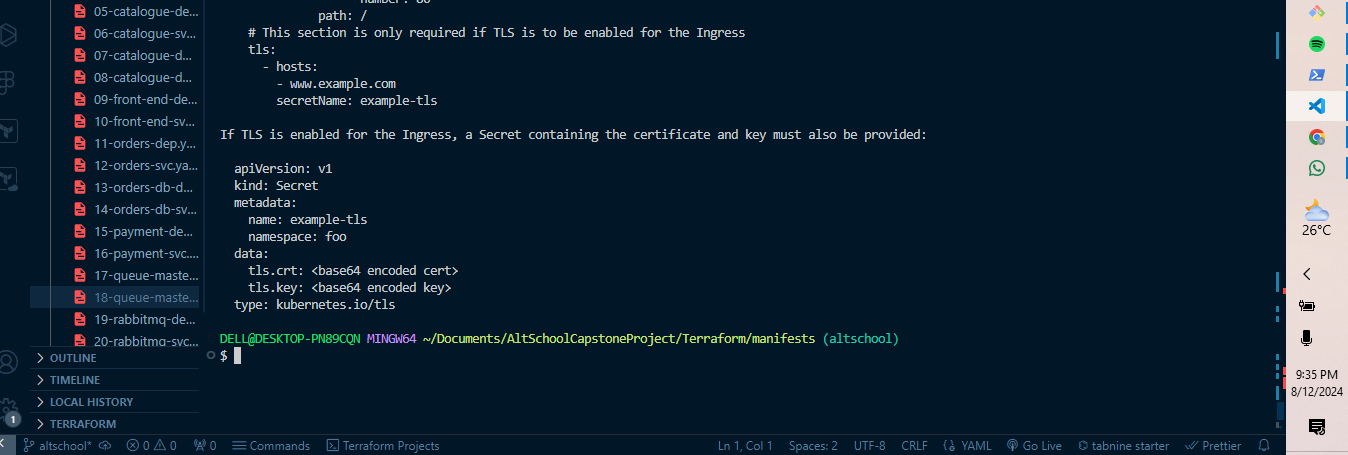 05-catalogue-de...
06-catalogue-sv...
07-catalogue-d...
08-catalogue-d...
09-front-end-de...
10-front-end-sv...
11-orders-dep.y...
12-orders-svc.ya...
13-orders-db-d...
14-orders-db-sv...
15-payment-de...
16-payment-svc....
17-queue-maste...
18-queue-maste...
19-rabbitmq-de...
20-rabbitmq-svc...
OUTLINE
TIMELINE
LOCAL HISTORY
TERRAFORM
number: 80
path: /
# This section is only required if TLS is to be enabled for the Ingress
tls:
- hosts:
- www.example.com
secretName: example-tls
If TLS is enabled for the Ingress, a Secret containing the certificate and key must also be provided:
apiVersion: v1
kind: Secret
metadata:
name: example-tls
namespace: foo
data:
tls.crt: <base64 encoded cert>
tls.key: <base64 encoded key>
type: kubernetes.io/tls
DELL@DESKTOP-PN89CQN MINGW64 ~/Documents/AltSchoolCapstoneProject/Terraform/manifests (altschool)
$
1
altschool* 0 0 0 Commands Terraform Projects Ln 1, Col 1 Spaces: 2 UTF-8 CRLF YAML Go Live tabnine starter Prettier
26°C
9:35 PM
8/12/2024